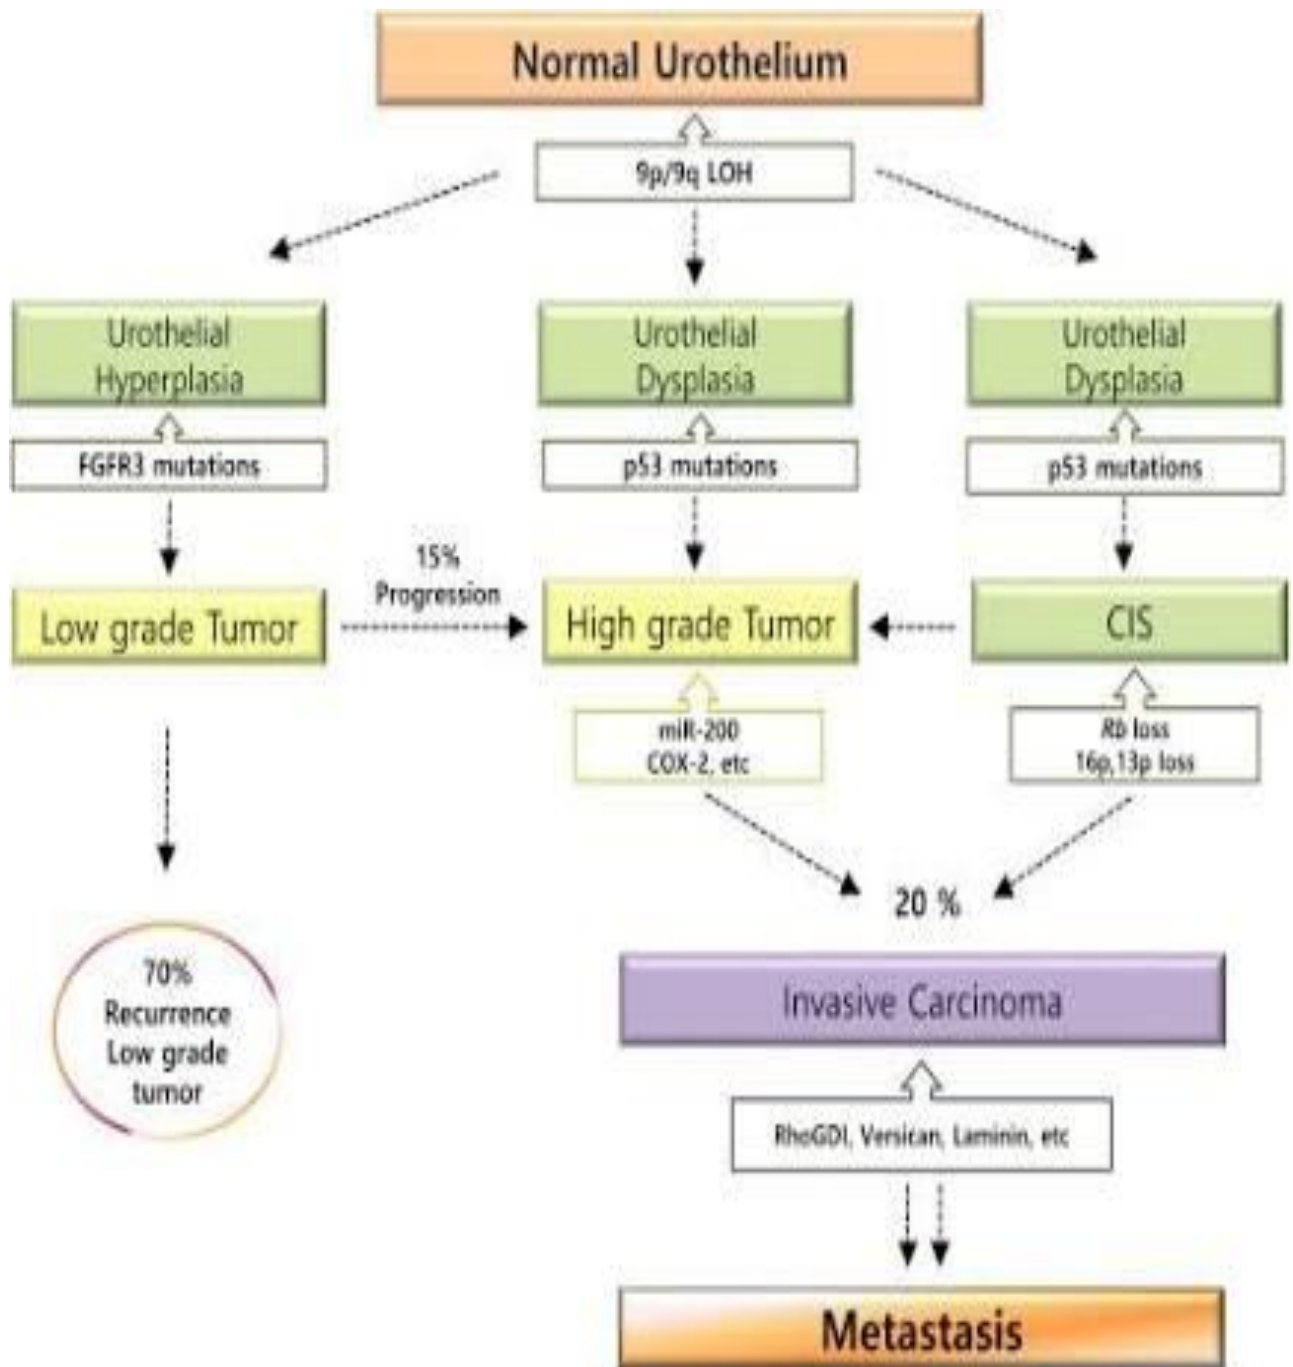 Normal Urothelium
9p/9q LOH
Urothelial
Hyperplasia
Urothelial
Dysplasia
Urothelial
Dysplasia
FGFR3 mutations
p53 mutations
p53 mutations
15%
Progression
Low grade Tumor
High grade Tumor
CIS
miR-200
COX-2, etc
Rb loss
16p,13p loss
20 %
70%
Recurrence
Low grade
tumor
Invasive Carcinoma
RhoGDI, Versican, Laminin, etc
Metastasis